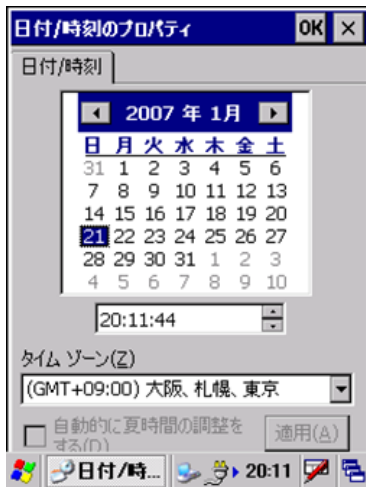 日付/時刻のプロパティ OK ×
日付/時刻
2007 年 1月
日 月 火 水 木 金 土
31 1 2 3 4 5 6
7 8 9 10 11 12 13
14 15 16 17 18 19 20
21 22 23 24 25 26 27
28 29 30 31 1 2 3
4 5 6 7 8 9 10
20:11:44
タイム ゾーン(Z)
(GMT+09:00) 大阪、札幌、東京
自動的に夏時間の調整を
する(D)
適用(A)
日付/時... 20:11